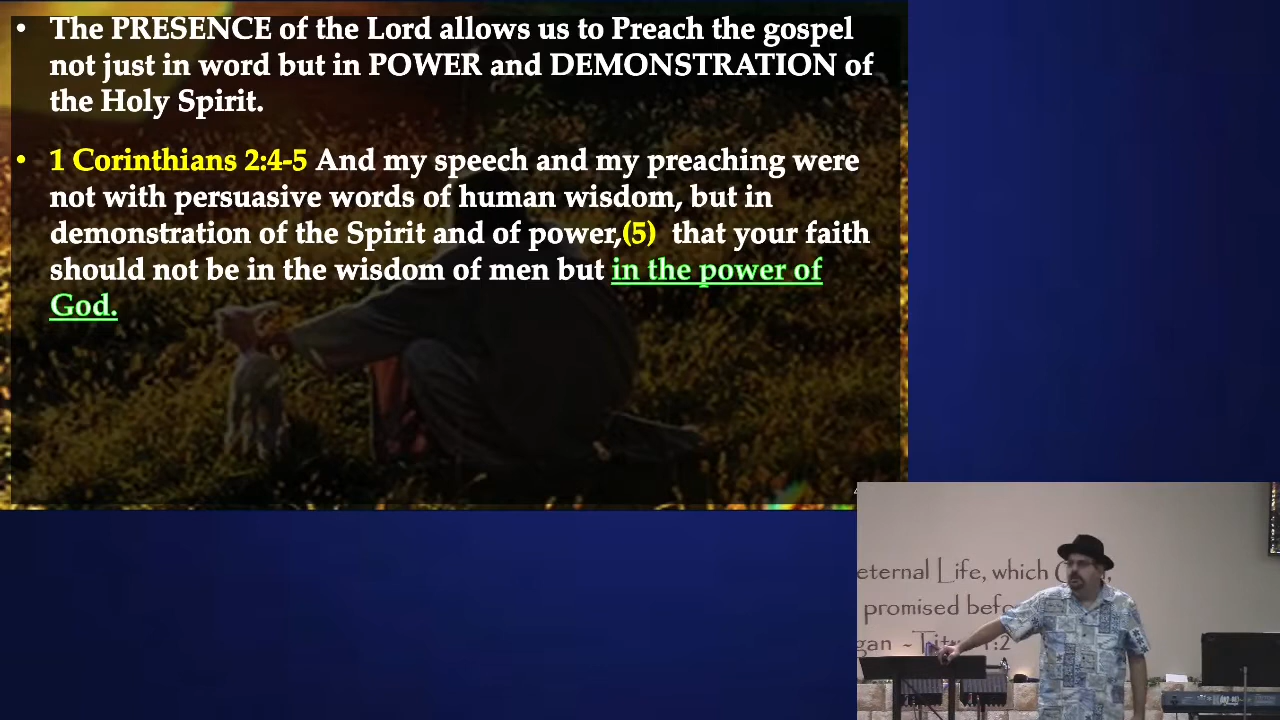 • The PRESENCE of the Lord allows us to Preach the gospel
not just in word but in POWER and DEMONSTRATION of
the Holy Spirit.
• 1 Corinthians 2:4-5 And my speech and my preaching were
not with persuasive words of human wisdom, but in
demonstration of the Spirit and of power,(5) that your faith
should not be in the wisdom of men but in the power of
God.
eternal Life, which
promised
~
:2